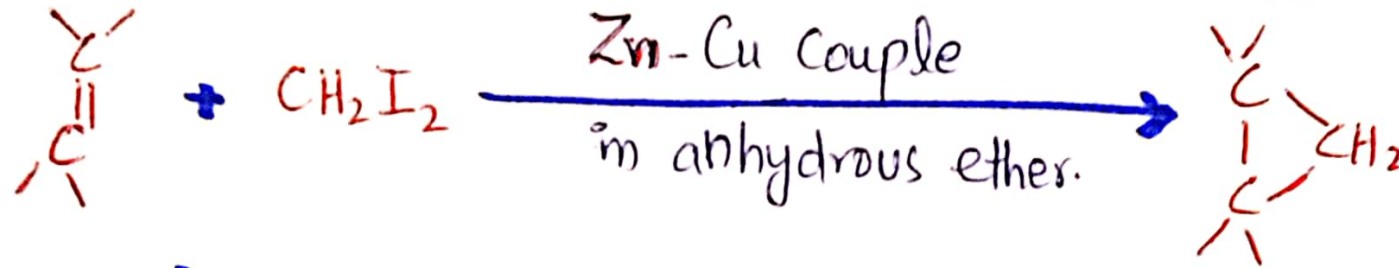 C
||
C
+ CH₂I₂
Zn-Cu Couple
in anhydrous ether.
C
CH₂
C